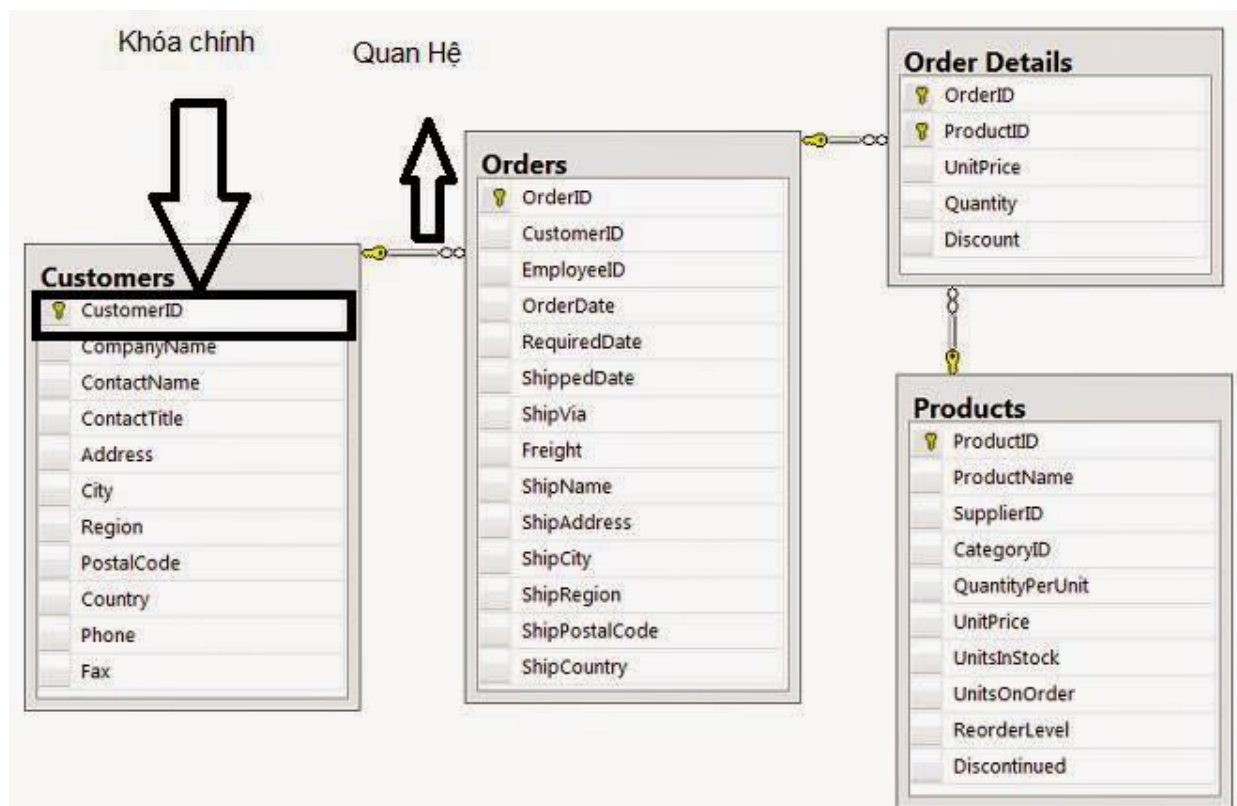 Khóa chính
Quan Hệ
Customers
CustomerID
CompanyName
ContactName
ContactTitle
Address
City
Region
PostalCode
Country
Phone
Fax
Orders
OrderID
CustomerID
EmployeeID
OrderDate
RequiredDate
ShippedDate
ShipVia
Freight
ShipName
ShipAddress
ShipCity
ShipRegion
ShipPostalCode
ShipCountry
Order Details
OrderID
ProductID
UnitPrice
Quantity
Discount
Products
ProductID
ProductName
SupplierID
CategoryID
QuantityPerUnit
UnitPrice
UnitsInStock
UnitsOnOrder
ReorderLevel
Discontinued